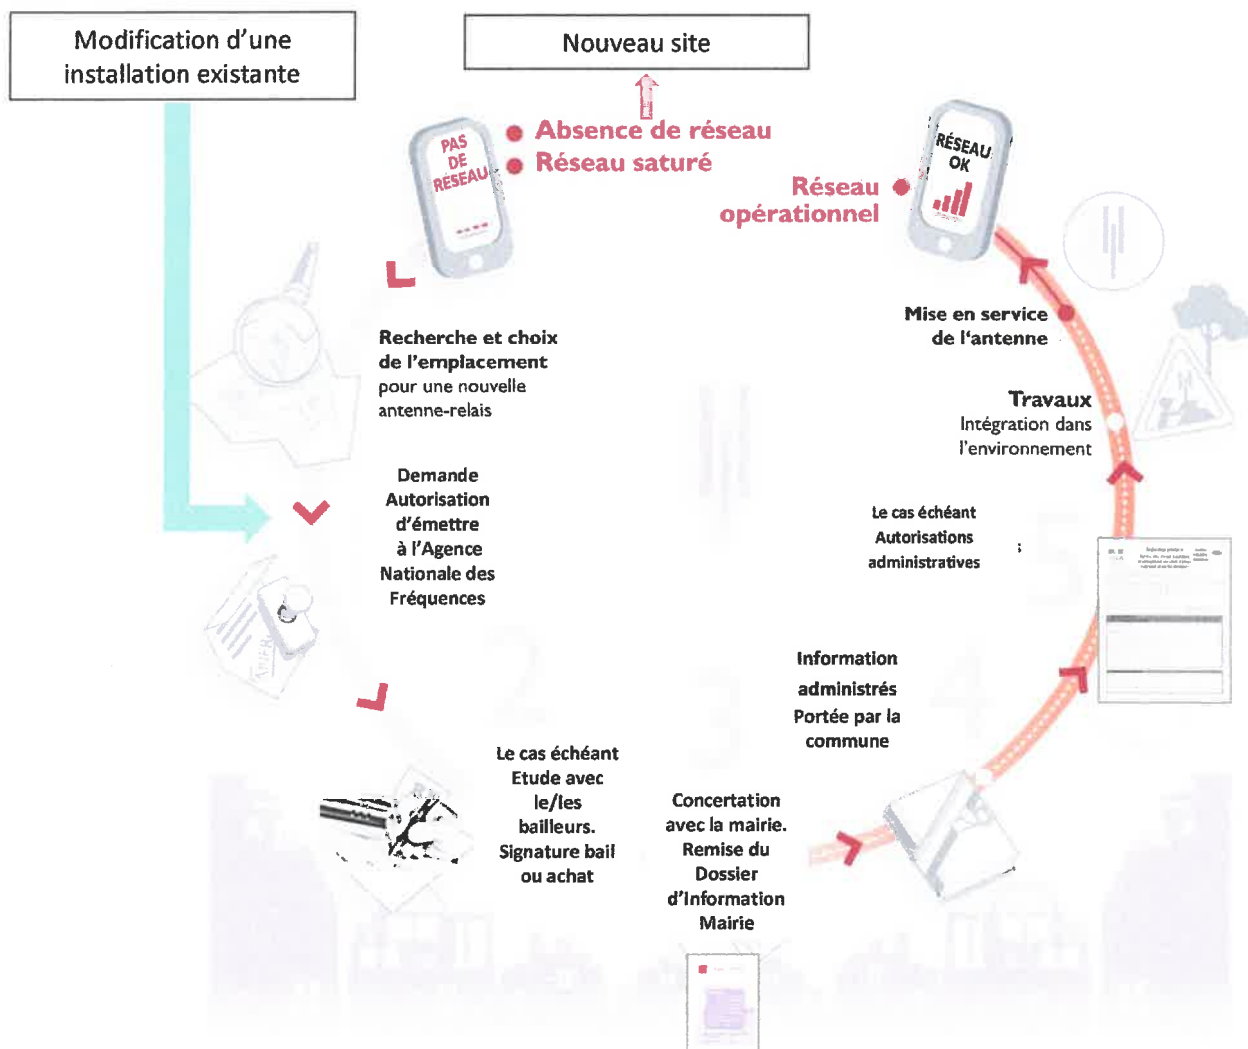 Modification d'une
installation existante
Nouveau site
PAS
DE
RÉSEAU
Absence de réseau
Réseau saturé
RÉSEAU
OK
Réseau
opérationnel
Recherche et choix
de l'emplacement
pour une nouvelle
antenne-relais
Demande
Autorisation
d'émettre
à l'Agence
Nationale des
Fréquences
Le cas échéant
Etude avec
le/les
bailleurs.
Signature bail
ou achat
Concertation
avec la mairie.
Remise du
Dossier
d'Information
Mairie
Information
administrés
Portée par la
commune
Le cas échéant
Autorisations
administratives
Travaux
Intégration dans
l'environnement
Mise en service
de l'antenne
2
3
4
5